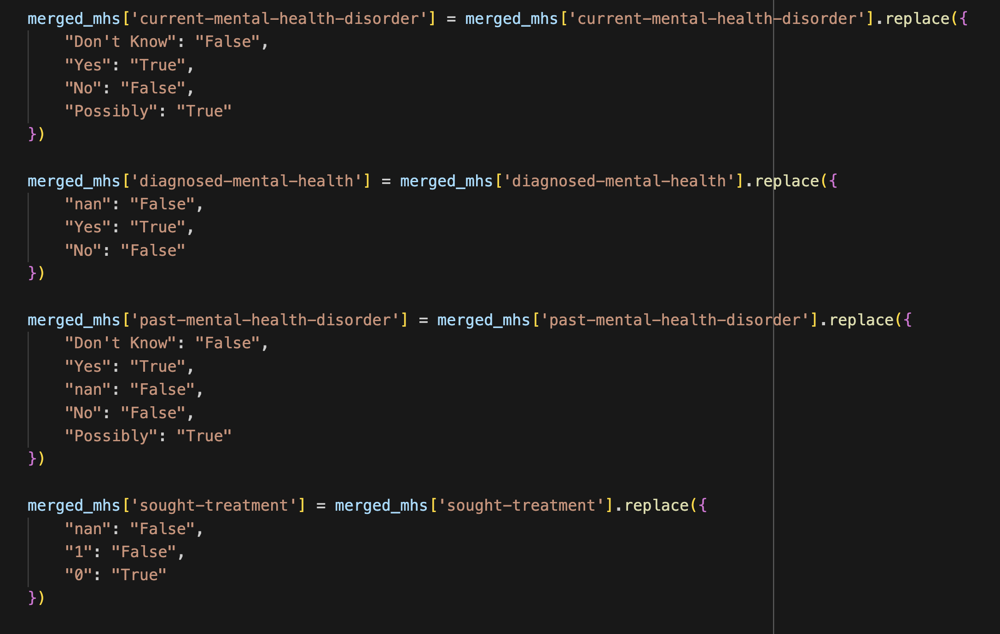 merged_mhs['current-mental-health-disorder'] = merged_mhs['current-mental-health-disorder'].replace({
    "Don't Know": "False",
    "Yes": "True",
    "No": "False",
    "Possibly": "True"
})

merged_mhs['diagnosed-mental-health'] = merged_mhs['diagnosed-mental-health'].replace({
    "nan": "False",
    "Yes": "True",
    "No": "False"
})

merged_mhs['past-mental-health-disorder'] = merged_mhs['past-mental-health-disorder'].replace({
    "Don't Know": "False",
    "Yes": "True",
    "nan": "False",
    "No": "False",
    "Possibly": "True"
})

merged_mhs['sought-treatment'] = merged_mhs['sought-treatment'].replace({
    "nan": "False",
    "1": "False",
    "0": "True"
})